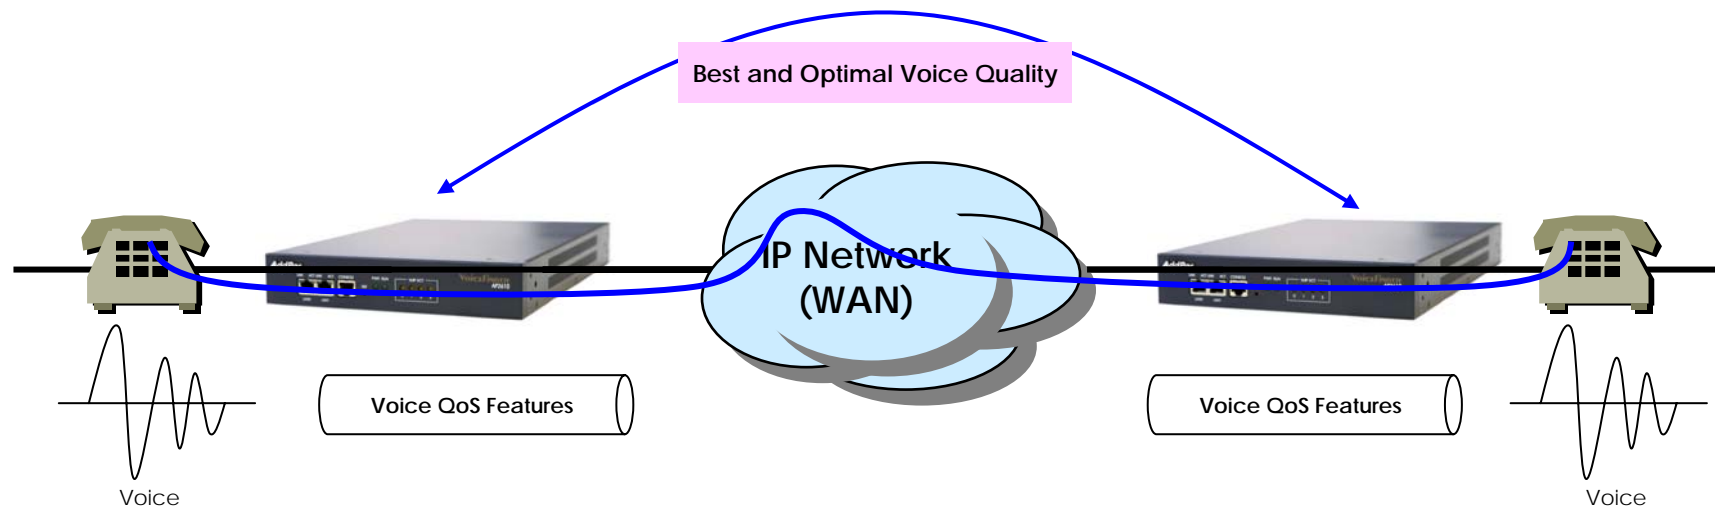 Best and Optimal Voice Quality
IP Network
(WAN)
Voice QoS Features
Voice QoS Features
Voice
Voice